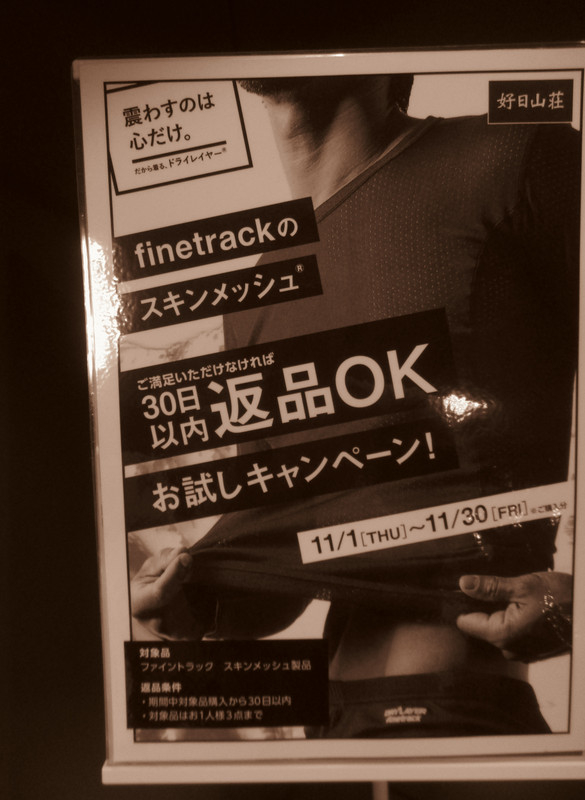 震わすのは
心だけ。
だから着る、ドライレイヤー®
好日山荘
finetrackの
スキンメッシュ®
ご満足いただけなければ
30日
以内
返品OK
お試しキャンペーン!
11/1[THU]~11/30[FRI]※ご購入分
対象品
ファイントラック スキンメッシュ製品
返品条件
・期間中対象品購入から30日以内
・対象品はお1人様3点まで